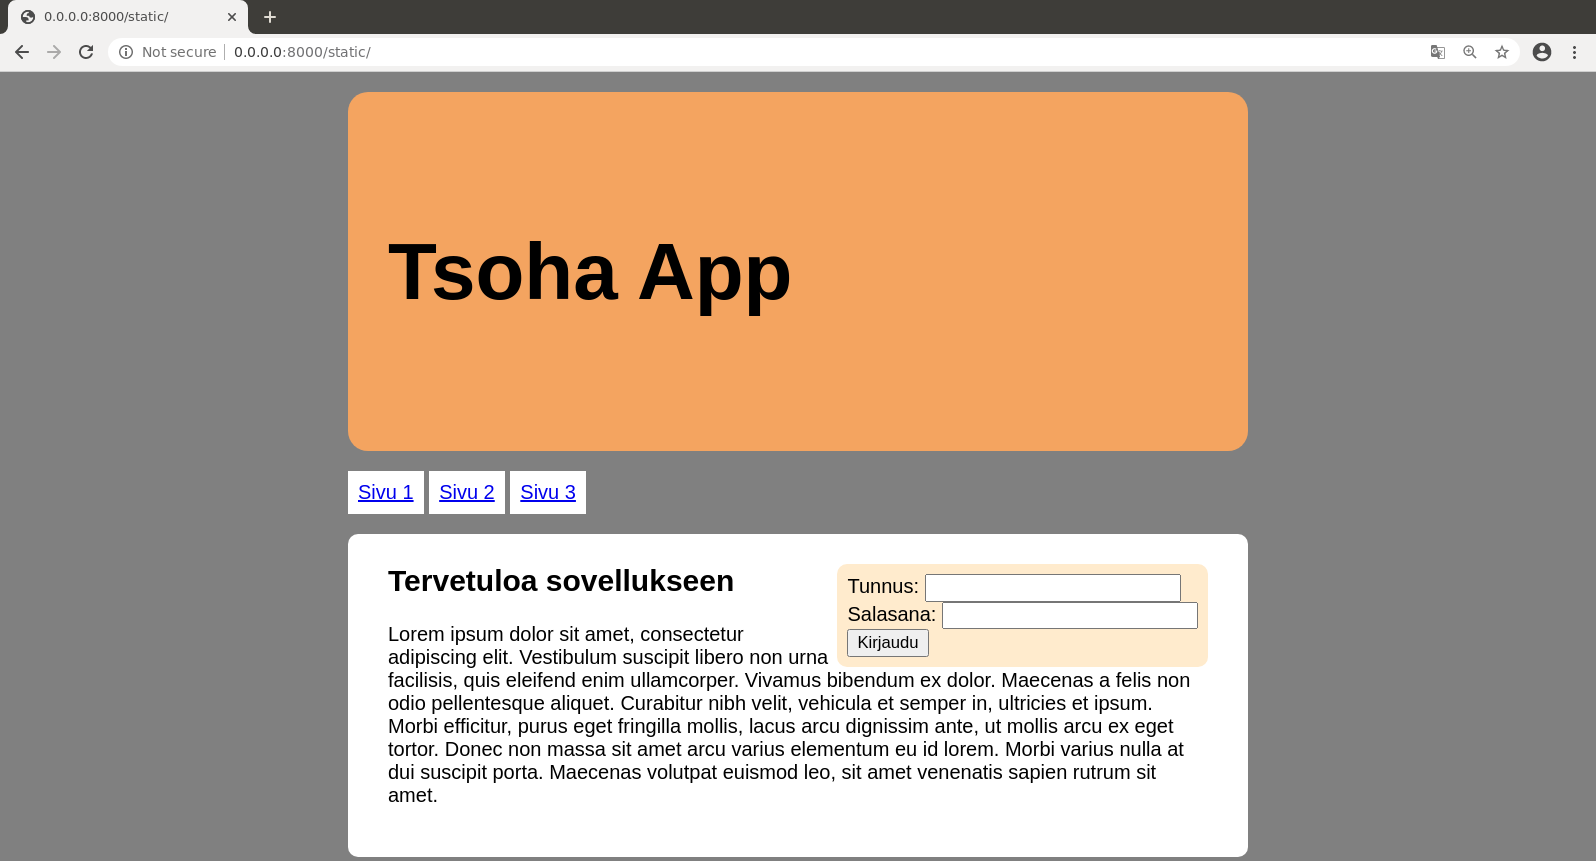 0.0.0.0:8000/static/
Not secure 0.0.0.0:8000/static/
Tsoha App
Sivu 1 Sivu 2 Sivu 3
Tervetuloa sovellukseen
Tunnus:
Salasana:
Kirjaudu
Lorem ipsum dolor sit amet, consectetur
adipiscing elit. Vestibulum suscipit libero non urna
facilisis, quis eleifend enim ullamcorper. Vivamus bibendum ex dolor. Maecenas a felis non
odio pellentesque aliquet. Curabitur nibh velit, vehicula et semper in, ultricies et ipsum.
Morbi efficitur, purus eget fringilla mollis, lacus arcu dignissim ante, ut mollis arcu ex eget
tortor. Donec non massa sit amet arcu varius elementum eu id lorem. Morbi varius nulla at
dui suscipit porta. Maecenas volutpat euismod leo, sit amet venenatis sapien rutrum sit
amet.